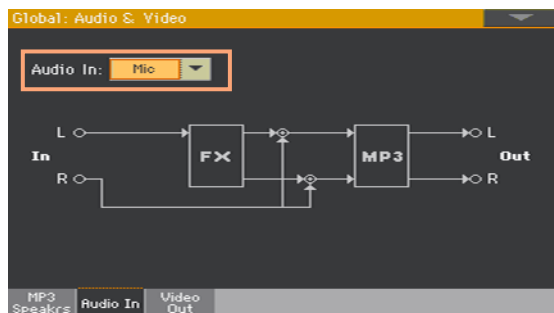 Global: Audio & Video
Audio In: Mic
L
L
In
FX
MP3
Out
R
R
MP3 Speakrs
Audio In
Video Out